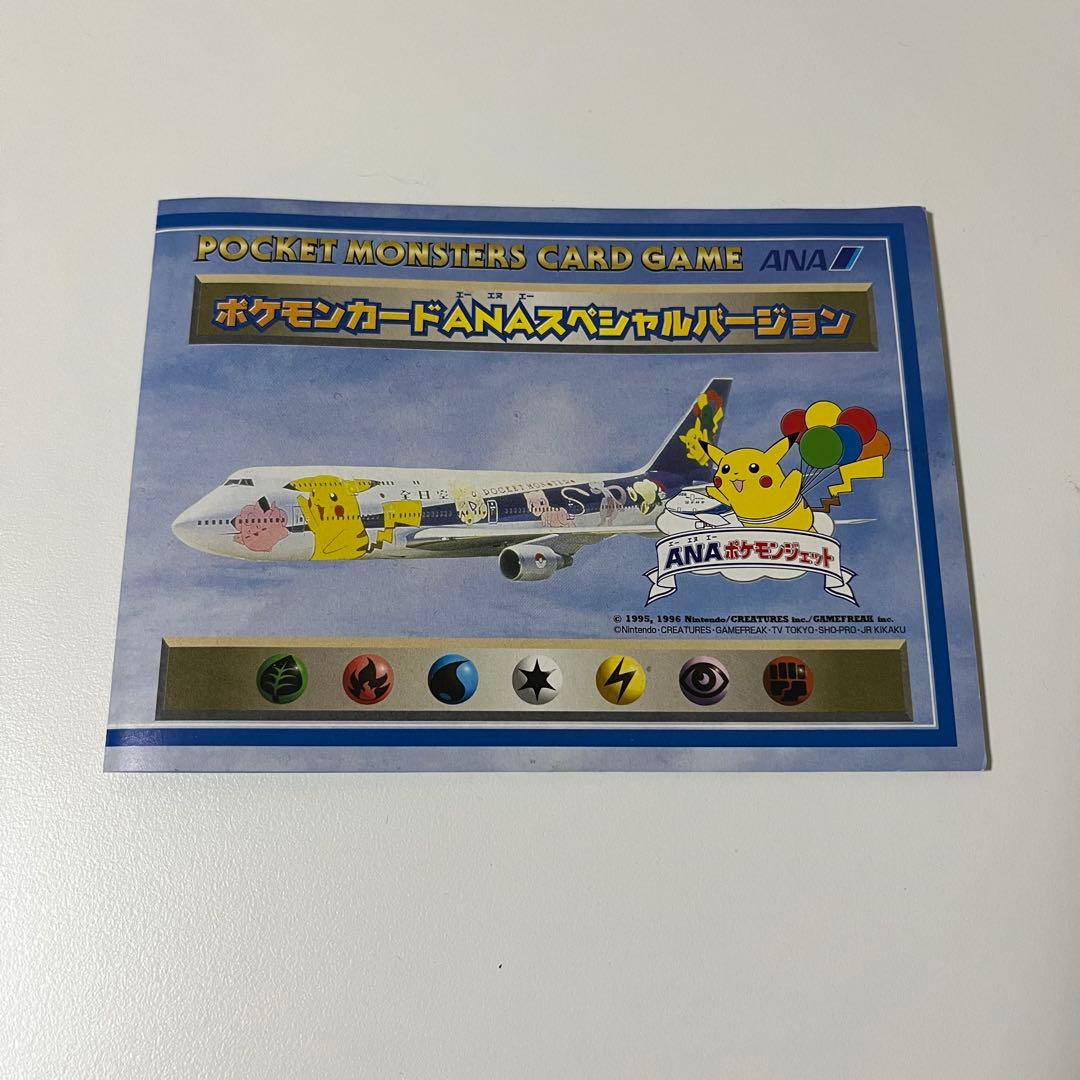 POCKET MONSTERS CARD GAME ANA
エー エヌ エー
ポケモンカードANAスペシャルバージョン
全日空
POCKET MONSTERS
エー エヌ エー
ANAポケモンジェット
© 1995, 1996 Nintendo/CREATURES inc./GAMEFREAK inc.
©Nintendo・CREATURES・GAMEFREAK・TV TOKYO・SHO-PRO・JR KIKAKU